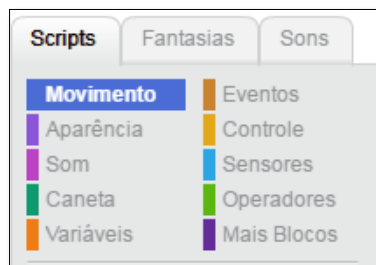 Scripts Fantasias Sons
Movimento Eventos
Aparência Controle
Som Sensores
Caneta Operadores
Variáveis Mais Blocos